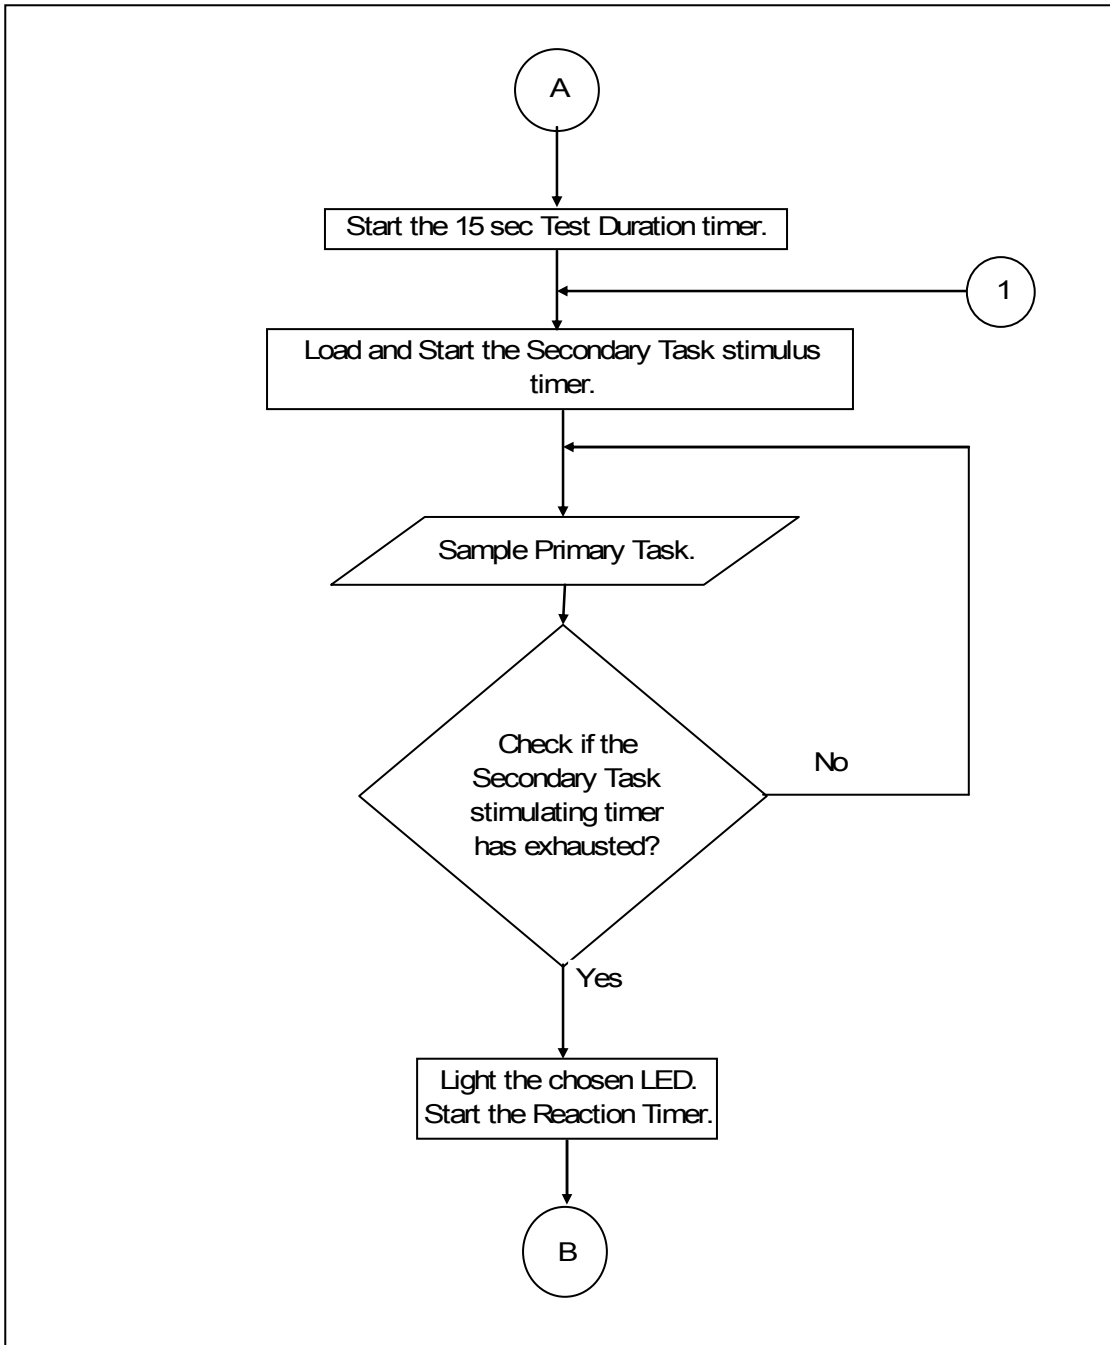 A
Start the 15 sec Test Duration timer.
1
Load and Start the Secondary Task stimulus
timer.
Sample Primary Task.
Check if the
Secondary Task
stimulating timer
has exhausted?
No
Yes
Light the chosen LED.
Start the Reaction Timer.
B